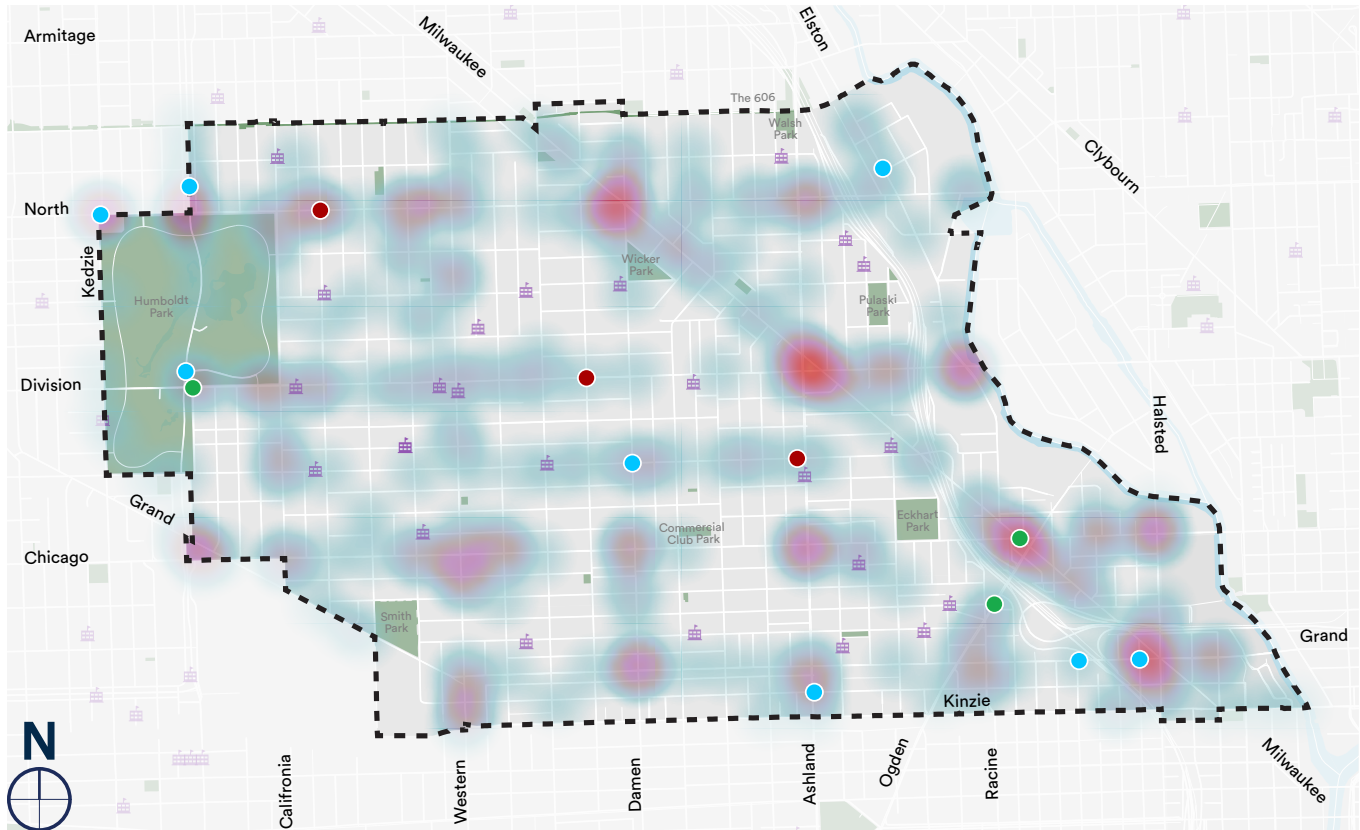 Armitage
Milwaukee
Elston
The 606
Walsh
Park
Clybourn
North
Kedzie
Wicker
Park
Humboldt
Park
Pulaski
Park
Division
Halsted
Grand
Eckhart
Park
Commercial
Club Park
Chicago
Smith
Park
Grand
Kinzie
N
Califronia
Western
Damen
Ashland
Ogden
Racine
Milwaukee